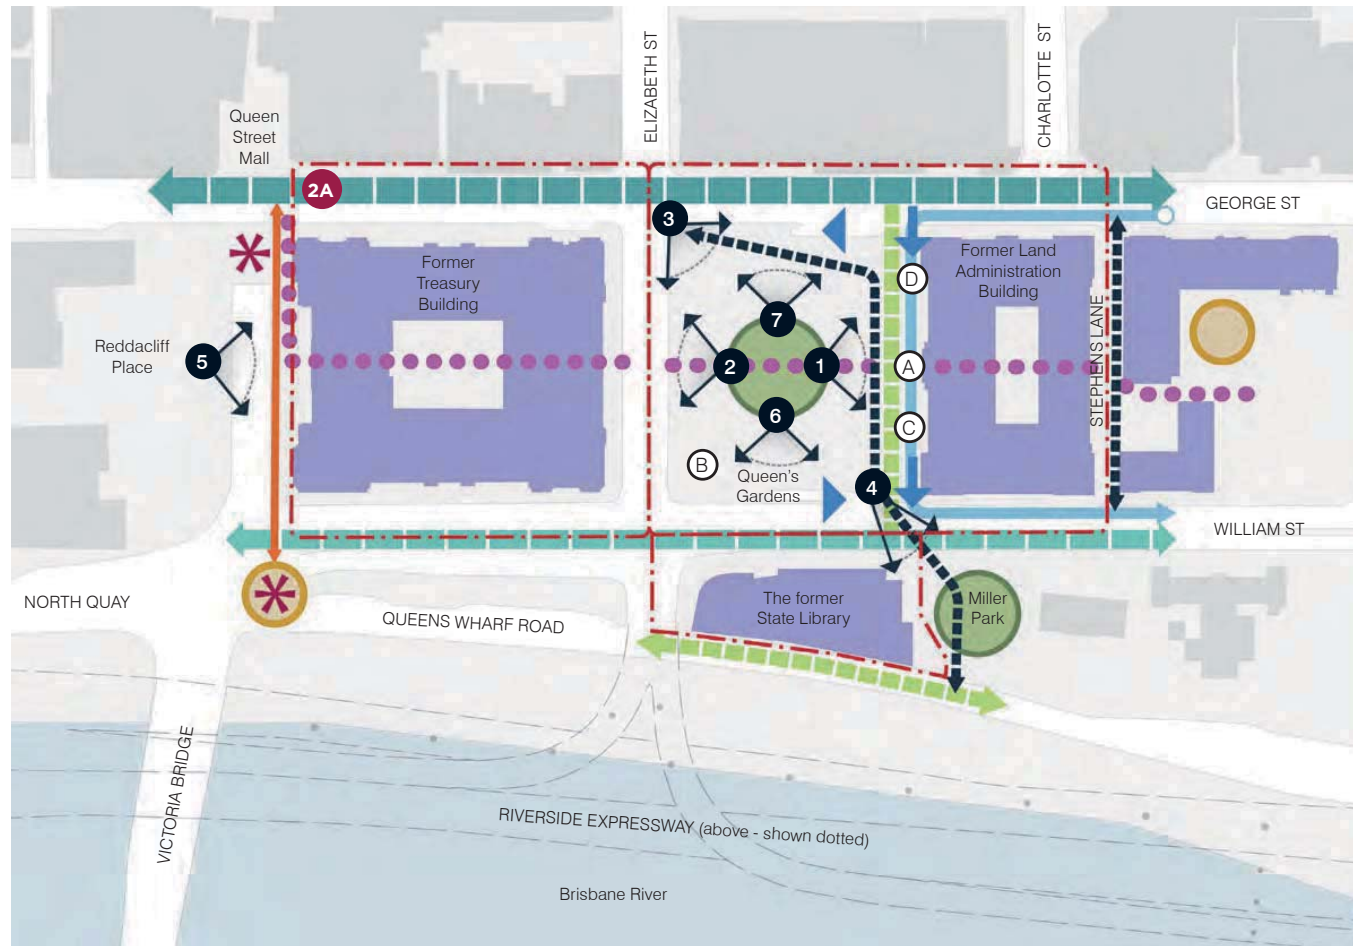 ELIZABETH ST
CHARLOTTE ST
Queen
Street
Mall
2A
GEORGE ST
3
Former
Treasury
Building
Former Land
Administration
Building
D
7
STEPHENS LANE
Reddacliff
Place
5
2
1
A
6
C
B
Queen's
Gardens
4
WILLIAM ST
NORTH QUAY
QUEENS WHARF ROAD
The former
State Library
Miller
Park
VICTORIA BRIDGE
RIVERSIDE EXPRESSWAY (above - shown dotted)
Brisbane River